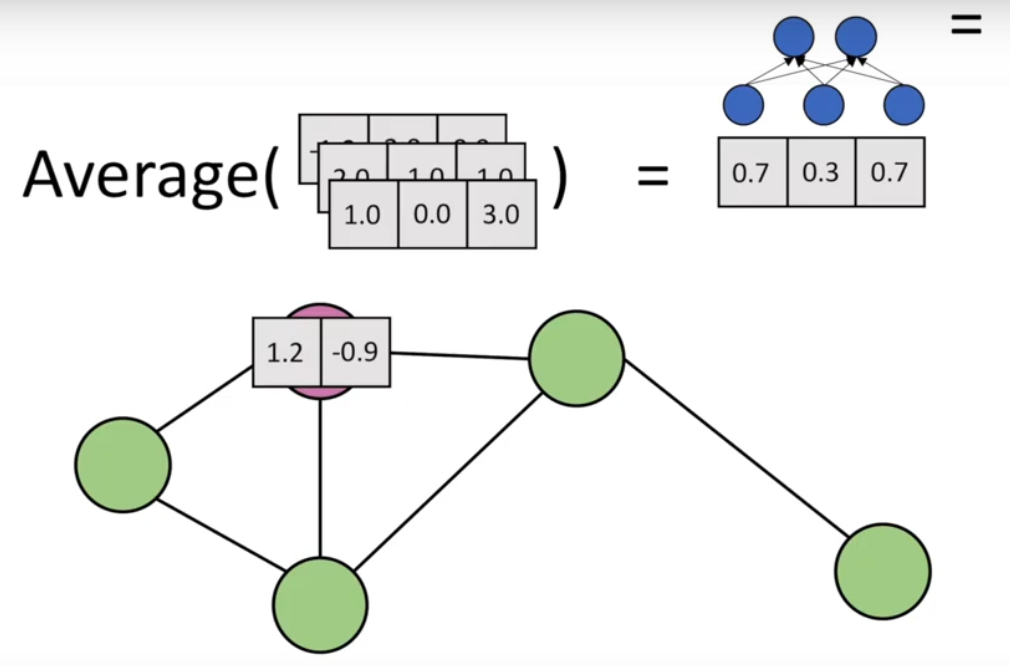 =
Average( ) = 0.7 0.3 0.7
1.0 0.0 3.0
1.2 -0.9